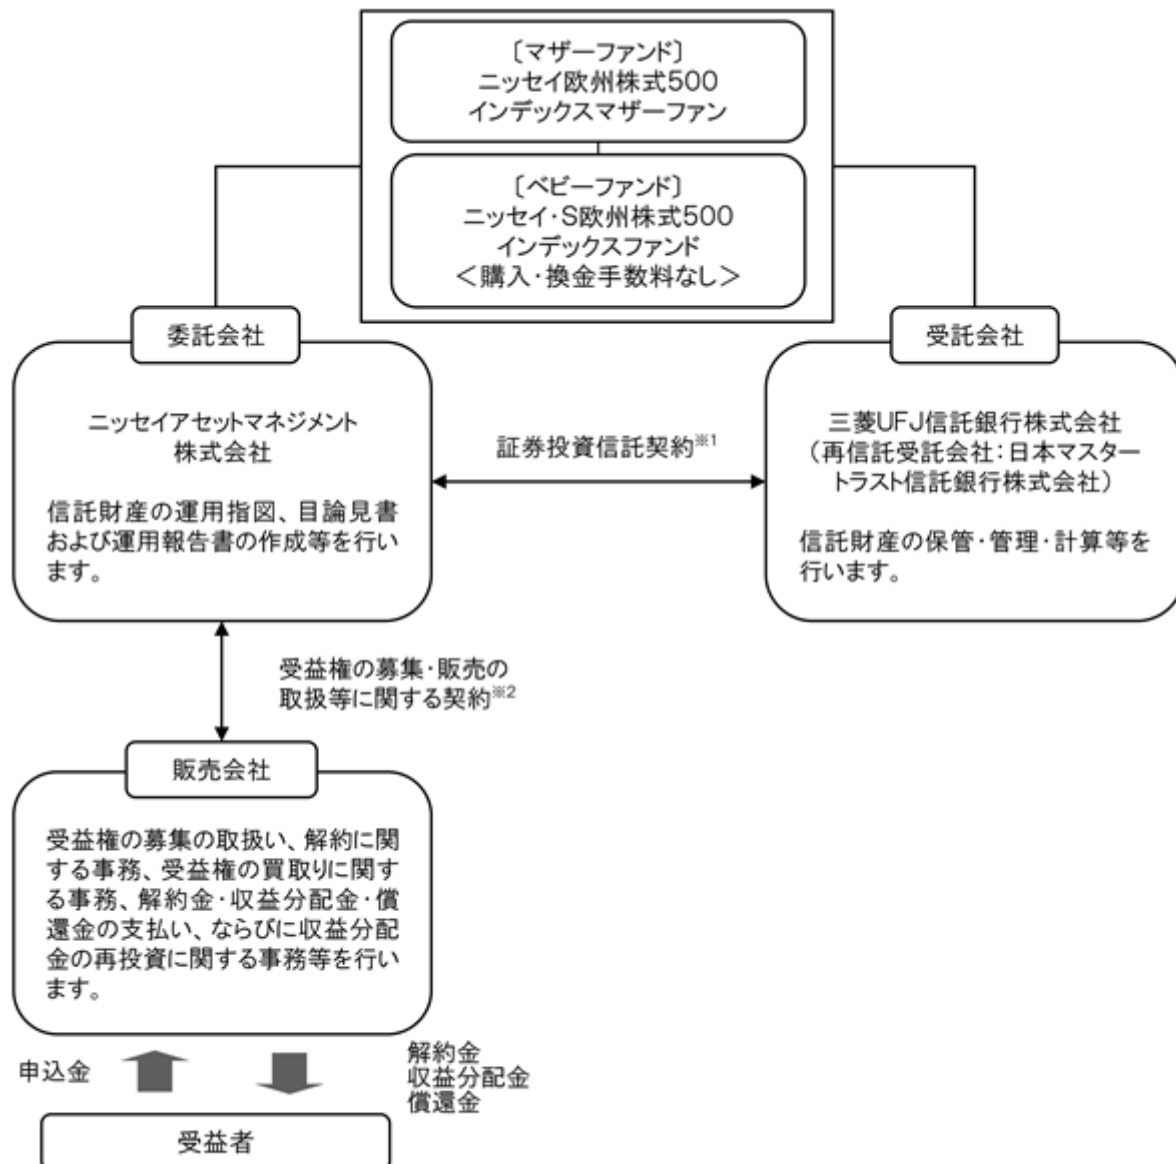 〔マザーファンド〕
ニッセイ欧州株式500
インデックスマザーファン
〔ベビーファンド〕
ニッセイ・S欧州株式500
インデックスファンド
＜購入・換金手数料なし＞
委託会社
ニッセイアセットマネジメント
株式会社
信託財産の運用指図、目論見書
および運用報告書の作成等を行い
ます。
証券投資信託契約※1
受託会社
三菱UFJ信託銀行株式会社
（再信託受託会社：日本マスター
トラスト信託銀行株式会社）
信託財産の保管・管理・計算等を
行います。
受益権の募集・販売の
取扱等に関する契約※2
販売会社
受益権の募集の取扱い、解約に関
する事務、受益権の買取りに関す
る事務、解約金・収益分配金・償
還金の支払い、ならびに収益分配
金の再投資に関する事務等を行い
ます。
申込金
解約金
収益分配金
償還金
受益者